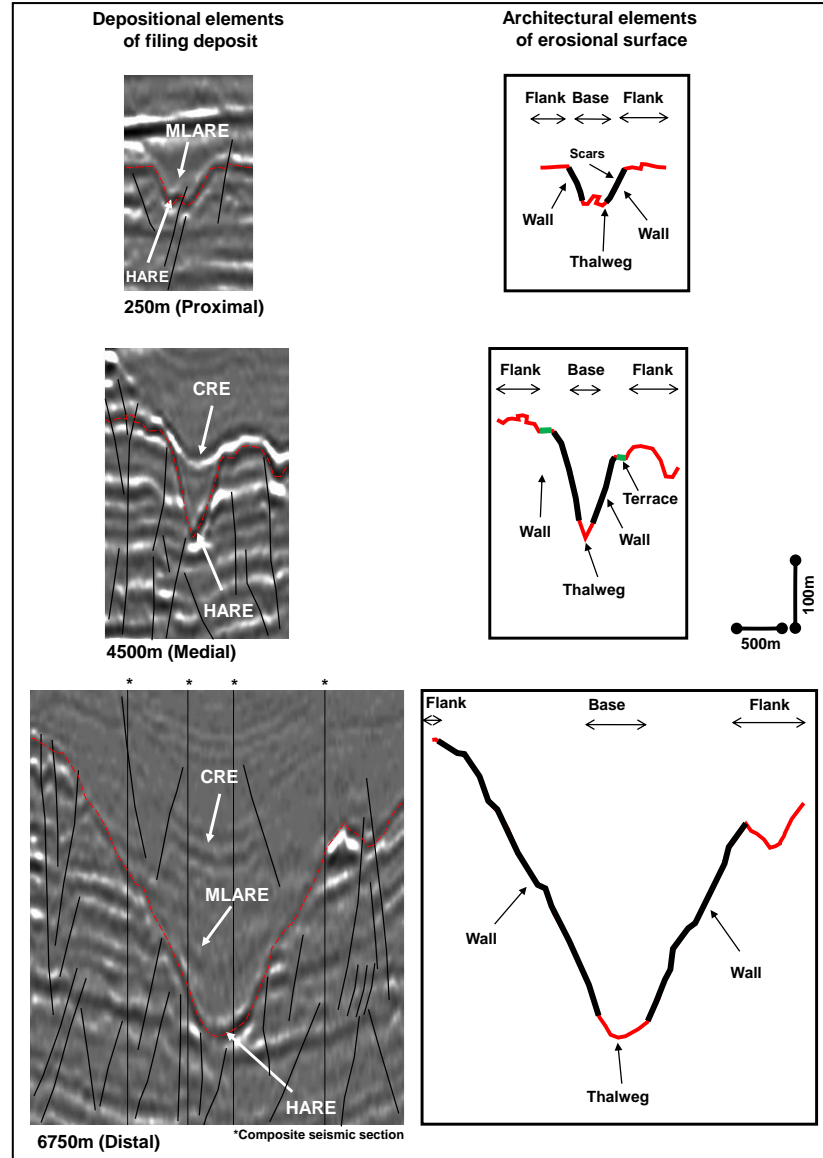 Depositional elements
of filing deposit
Architectural elements
of erosional surface
MLARE
HARE
250m (Proximal)
Flank Base Flank
Scars
Wall
Wall
Thalweg
CRE
HARE
4500m (Medial)
Flank Base Flank
Terrace
Wall
Wall
Thalweg
100m
500m
* * * *
CRE
MLARE
HARE
*Composite seismic section
6750m (Distal)
Flank Base Flank
Wall
Wall
Thalweg